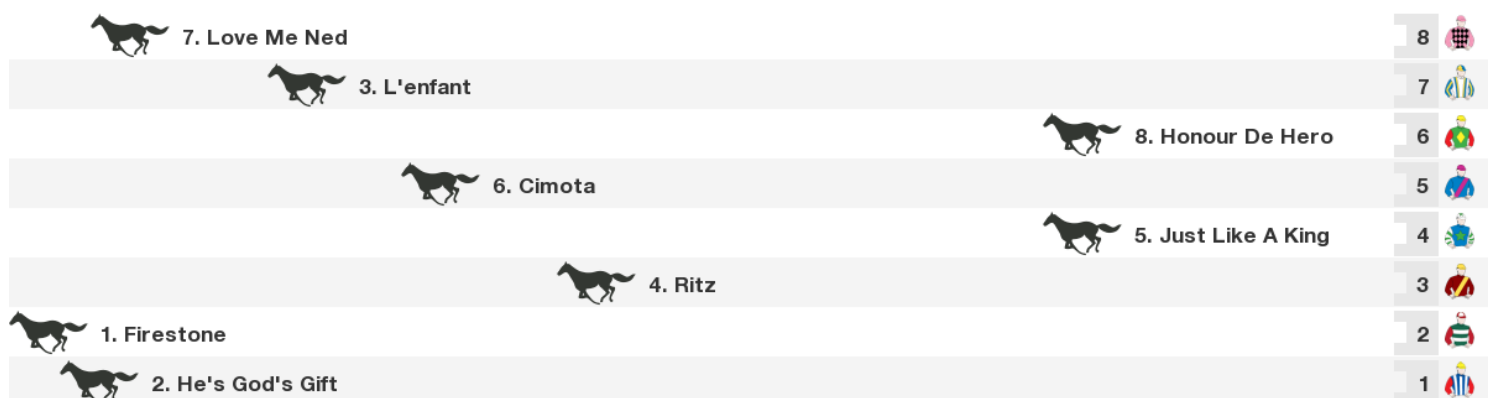 7. Love Me Ned 8
3. L'enfant 7
8. Honour De Hero 6
6. Cimota 5
5. Just Like A King 4
4. Ritz 3
1. Firestone 2
2. He's God's Gift 1